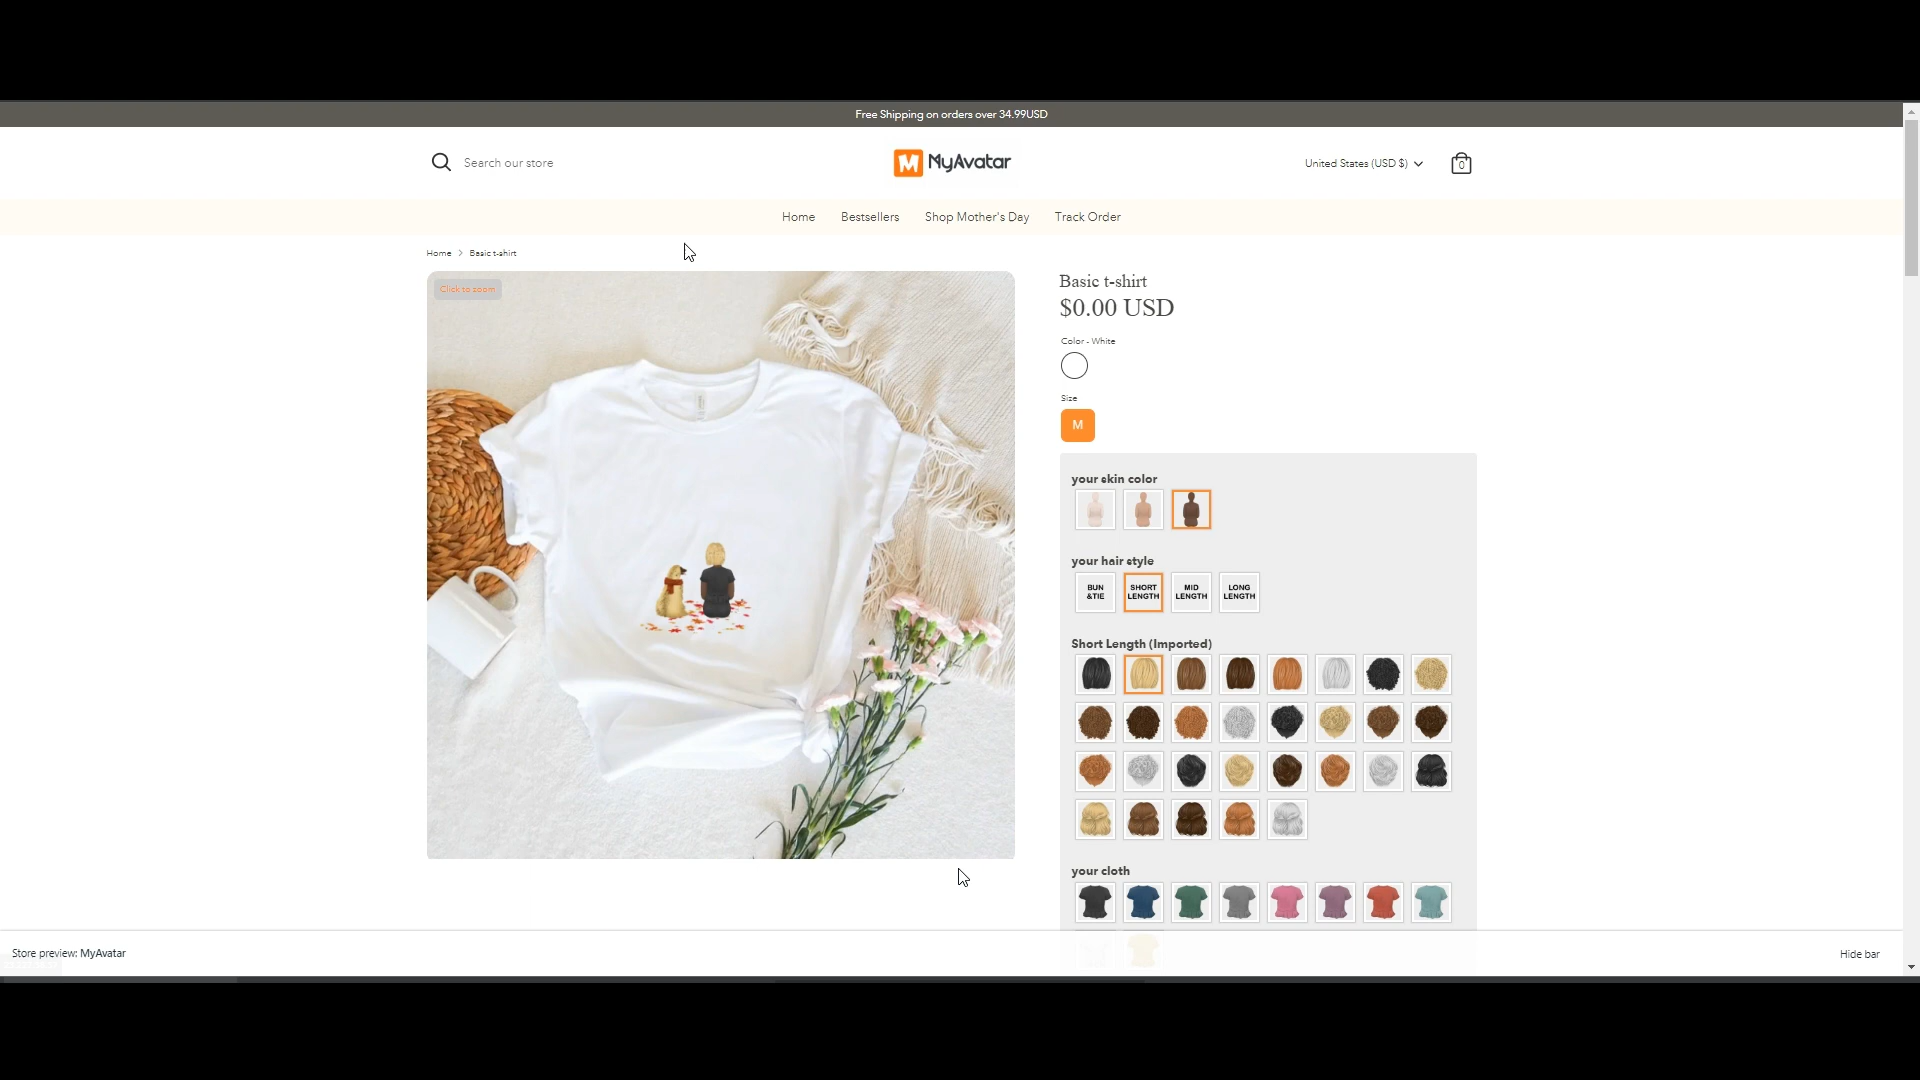 Free Shipping on orders over 34.99USD
Search our store
M MyAvatar
United States (USD $)
0
Home
Bestsellers
Shop Mother's Day
Track Order
Home > Basic t-shirt
Click to zoom
Basic t-shirt
$0.00 USD
Color - White
Size
M
your skin color
your hair style
BUN &TIE
SHORT LENGTH
MID LENGTH
LONG LENGTH
Short Length (Imported)
your cloth
Store preview: MyAvatar
Hide bar